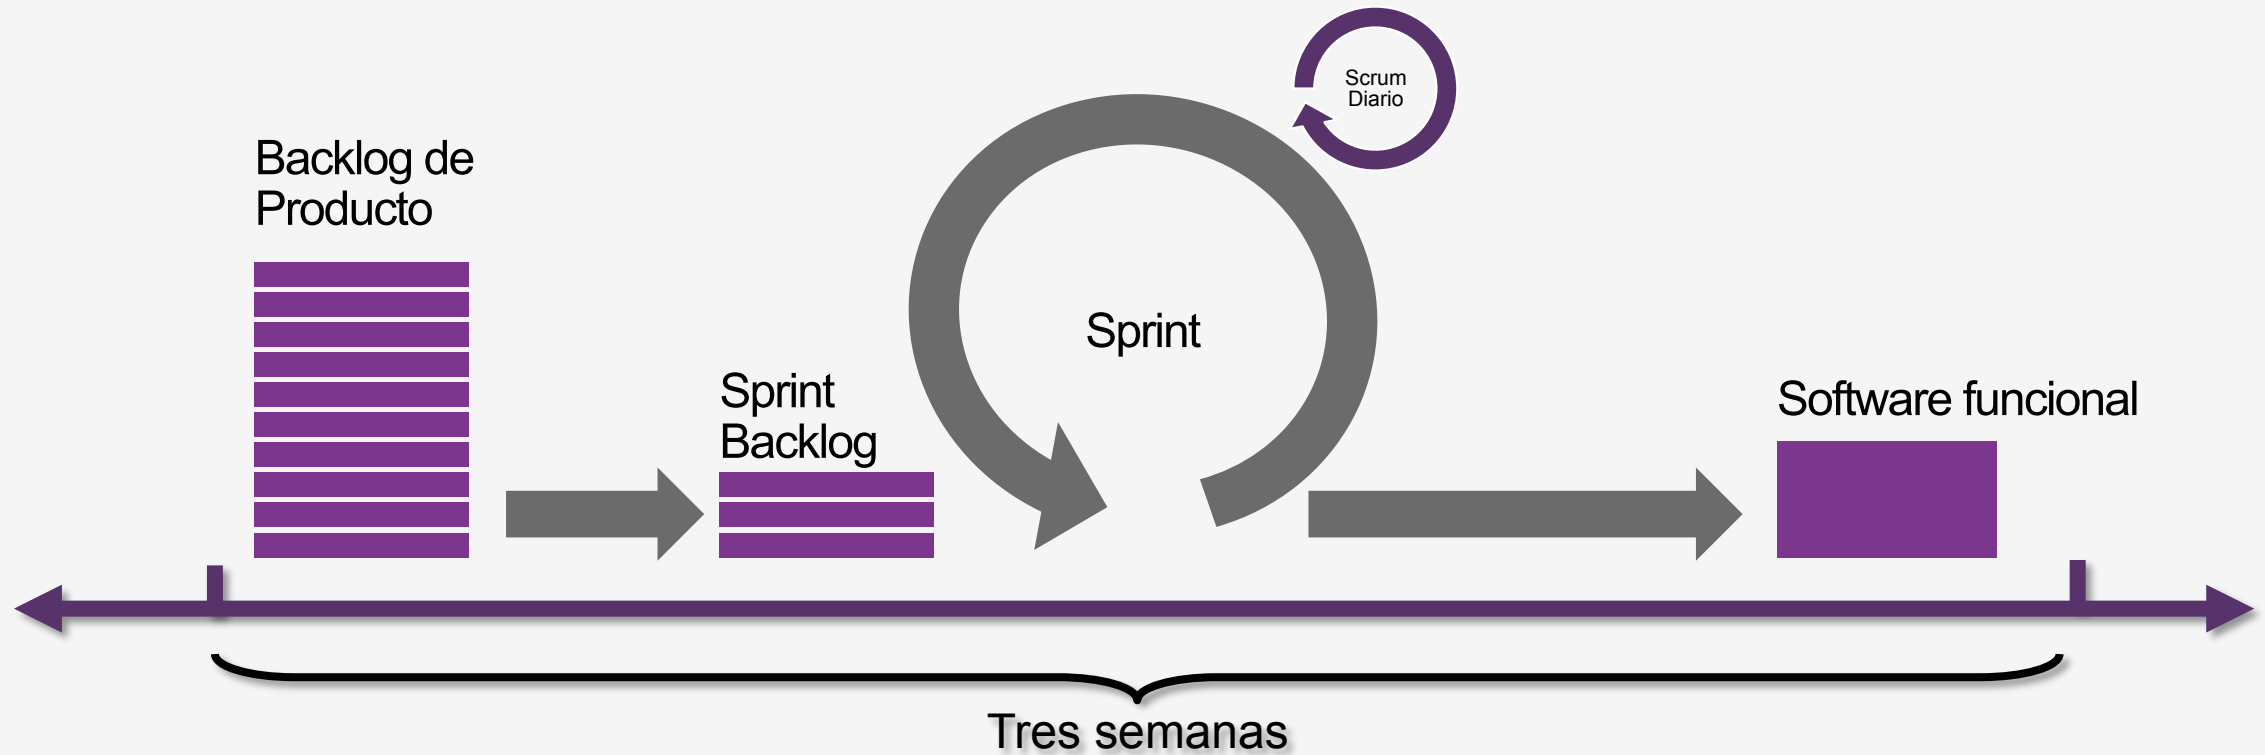 Scrum
Diario
Backlog de
Producto
Sprint
Sprint
Backlog
Software funcional
Tres semanas